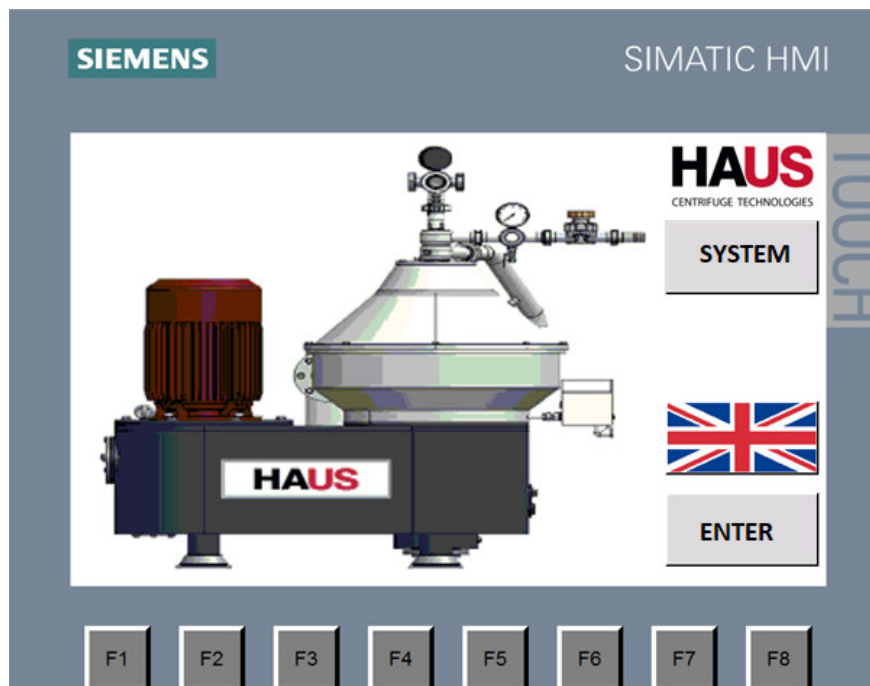 SIEMENS
SIMATIC HMI
TOUCH
HAUS
CENTRIFUGE TECHNOLOGIES
SYSTEM
HAUS
ENTER
F1 F2 F3 F4 F5 F6 F7 F8